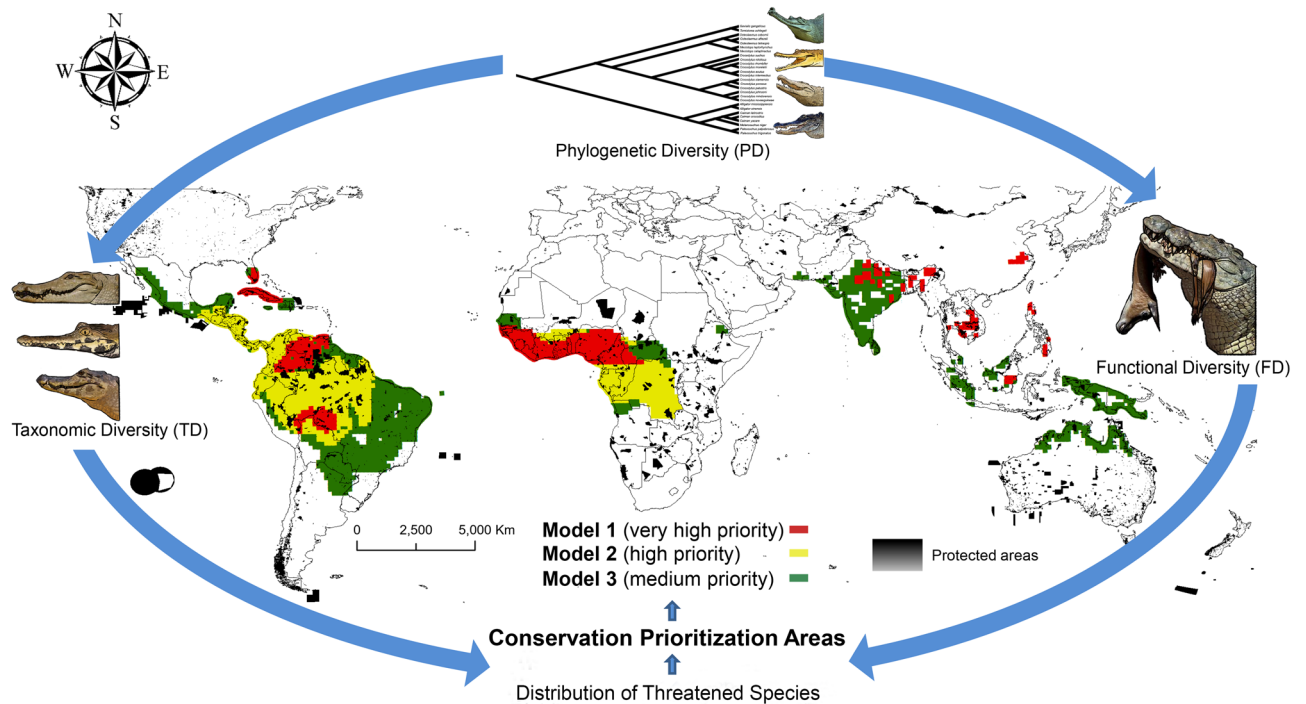 N
W E
S
Phylogenetic Diversity (PD)
Taxonomic Diversity (TD)
Functional Diversity (FD)
0 2,500 5,000 Km
Model 1 (very high priority)
Model 2 (high priority)
Model 3 (medium priority)
Protected areas
Conservation Prioritization Areas
Distribution of Threatened Species